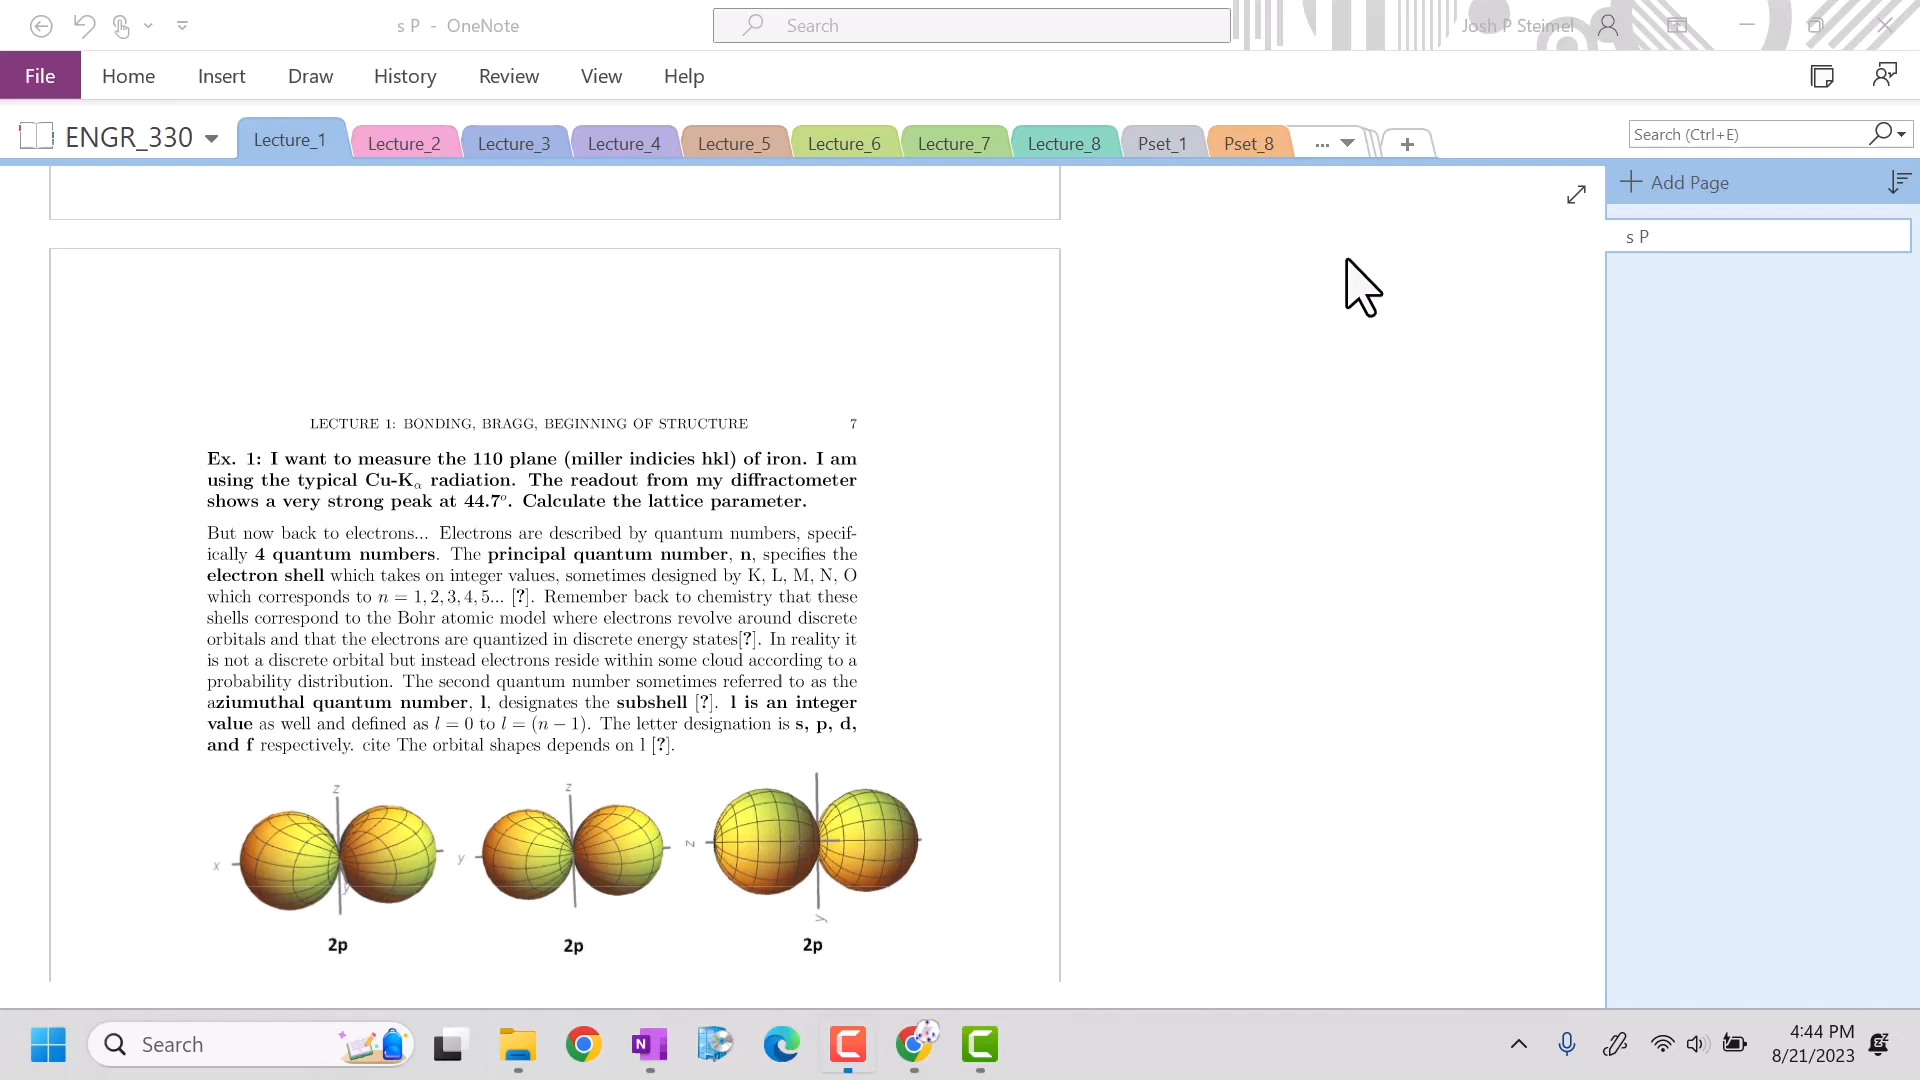 s P - OneNote
Search
Josh P Steimel
File
Home
Insert
Draw
History
Review
View
Help
ENGR_330
Lecture_1
Lecture_2
Lecture_3
Lecture_4
Lecture_5
Lecture_6
Lecture_7
Lecture_8
Pset_1
Pset_8
...
Search (Ctrl+E)
Add Page
s P
LECTURE 1: BONDING, BRAGG, BEGINNING OF STRUCTURE 7
Ex. 1: I want to measure the 110 plane (miller indicies hkl) of iron. I am
using the typical Cu-Kα radiation. The readout from my diffractometer
shows a very strong peak at 44.7°. Calculate the lattice parameter.
But now back to electrons... Electrons are described by quantum numbers, specif-
ically 4 quantum numbers. The principal quantum number, n, specifies the
electron shell which takes on integer values, sometimes designed by K, L, M, N, O
which corresponds to n = 1, 2, 3, 4, 5... [?]. Remember back to chemistry that these
shells correspond to the Bohr atomic model where electrons revolve around discrete
orbitals and that the electrons are quantized in discrete energy states[?]. In reality it
is not a discrete orbital but instead electrons reside within some cloud according to a
probability distribution. The second quantum number sometimes referred to as the
aziumuthal quantum number, l, designates the subshell [?]. l is an integer
value as well and defined as l = 0 to l = (n − 1). The letter designation is s, p, d,
and f respectively. cite The orbital shapes depends on l [?].
z
z
x
y
y
z
y
2p
2p
2p
Search
4:44 PM
8/21/2023